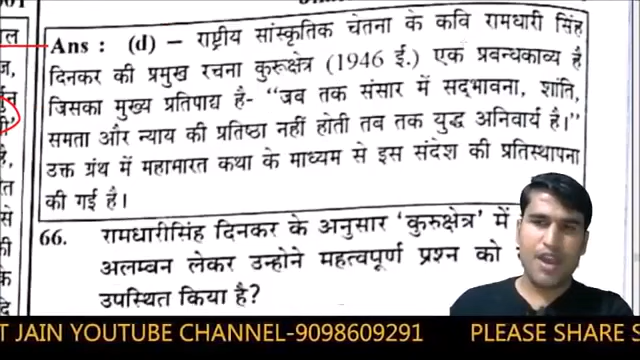 Ans : (d) – राष्ट्रीय सांस्कृतिक चेतना के कवि रामधारी सिंह
दिनकर की प्रमुख रचना कुरुक्षेत्र (1946 ई.) एक प्रबन्धकाव्य है
जिसका मुख्य प्रतिपाद्य है- "जब तक संसार में सद्भावना, शांति,
समता और न्याय की प्रतिष्ठा नहीं होती तब तक युद्ध अनिवार्य है।"
उक्त ग्रंथ में महाभारत कथा के माध्यम से इस संदेश की प्रतिस्थापना
की गई है।
66. रामधारीसिंह दिनकर के अनुसार 'कुरुक्षेत्र' में
अलम्बन लेकर उन्होने महत्वपूर्ण प्रश्न को
उपस्थित किया है?
T JAIN YOUTUBE CHANNEL-9098609291 PLEASE SHARE S